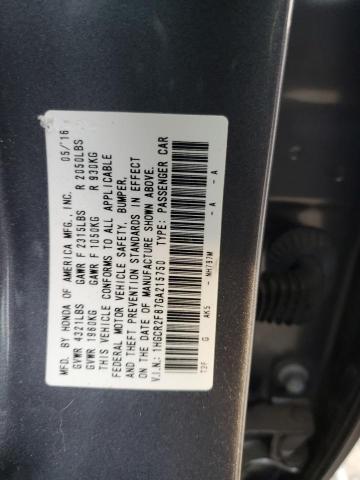 MFD. BY HONDA OF AMERICA MFG., INC. 05/16
GVWR 4321LBS GAWR F 2315LBS R 2050LBS
GVWR 1960KG GAWR F 1050KG R 930KG
THIS VEHICLE CONFORMS TO ALL APPLICABLE
FEDERAL MOTOR VEHICLE SAFETY, BUMPER,
AND THEFT PREVENTION STANDARDS IN EFFECT
ON THE DATE OF MANUFACTURE SHOWN ABOVE.
V.I.N.: 1HGCR2F87GA215750 TYPE: PASSENGER CAR
G AK5 - NH797M - A - A